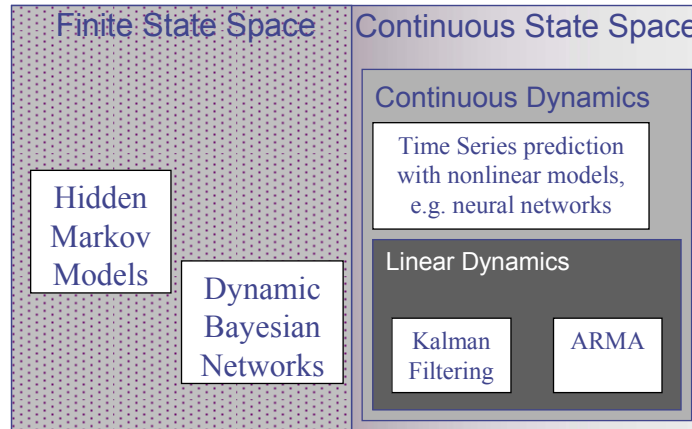 Finite State Space
Continuous State Space
Hidden
Markov
Models
Dynamic
Bayesian
Networks
Continuous Dynamics
Time Series prediction
with nonlinear models,
e.g. neural networks
Linear Dynamics
Kalman
Filtering
ARMA